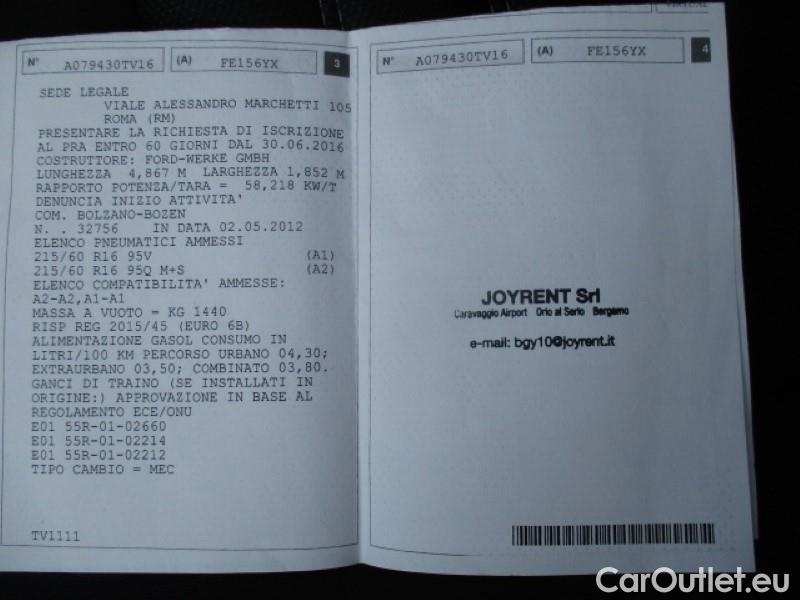 N° A079430TV16 (A) FE156YX 3
SEDE LEGALE
VIALE ALESSANDRO MARCHETTI 105
ROMA (RM)
PRESENTARE LA RICHIESTA DI ISCRIZIONE
AL PRA ENTRO 60 GIORNI DAL 30.06.2016
COSTRUTTORE: FORD-WERKE GMBH
LUNGHEZZA 4,867 M LARGHEZZA 1,852 M
RAPPORTO POTENZA/TARA = 58,218 KW/T
DENUNCIA INIZIO ATTIVITA'
COM. BOLZANO-BOZEN
N. . 32756 IN DATA 02.05.2012
ELENCO PNEUMATICI AMMESSI
215/60 R16 95V (A1)
215/60 R16 95Q M+S (A2)
ELENCO COMPATIBILITA' AMMESSE:
A2-A2,A1-A1
MASSA A VUOTO = KG 1440
RISP REG 2015/45 (EURO 6B)
ALIMENTAZIONE GASOL CONSUMO IN
LITRI/100 KM PERCORSO URBANO 04,30;
EXTRAURBANO 03,50; COMBINATO 03,80.
GANCI DI TRAINO (SE INSTALLATI IN
ORIGINE:) APPROVAZIONE IN BASE AL
REGOLAMENTO ECE/ONU
E01 55R-01-02660
E01 55R-01-02214
E01 55R-01-02212
TIPO CAMBIO = MEC
TV1111
N° A079430TV16 (A) FE156YX 4
JOYRENT Srl
Caravaggio Airport Orio al Serio Bergamo
e-mail: bgy10@joyrent.it
CarOutlet.eu